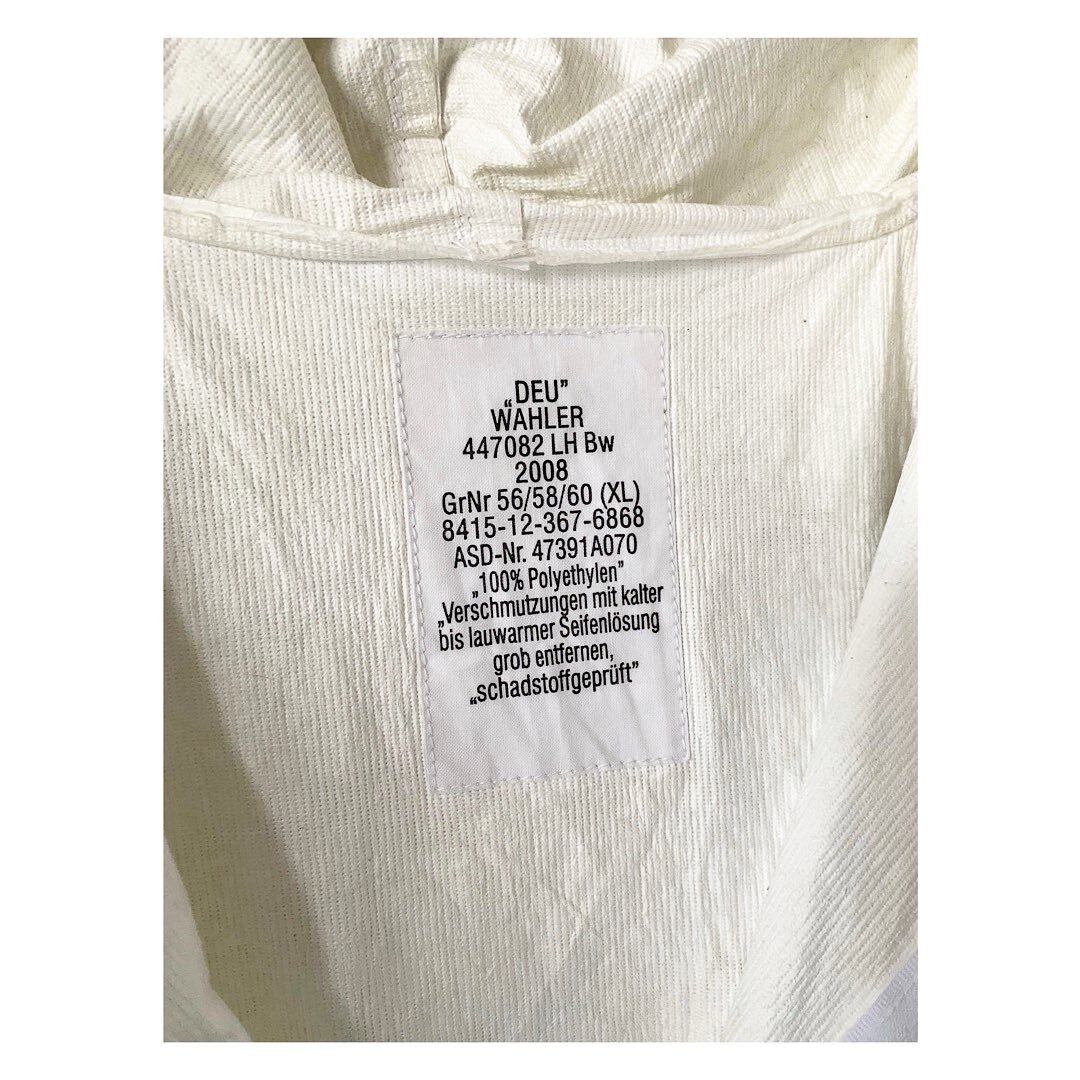 „DEU”
WAHLER
447082 LH Bw
2008
GrNr 56/58/60 (XL)
8415-12-367-6868
ASD-Nr. 47391A070
„100% Polyethylen”
„Verschmutzungen mit kalter
bis lauwarmer Seifenlösung
grob entfernen,
„schadstoffgeprüft”